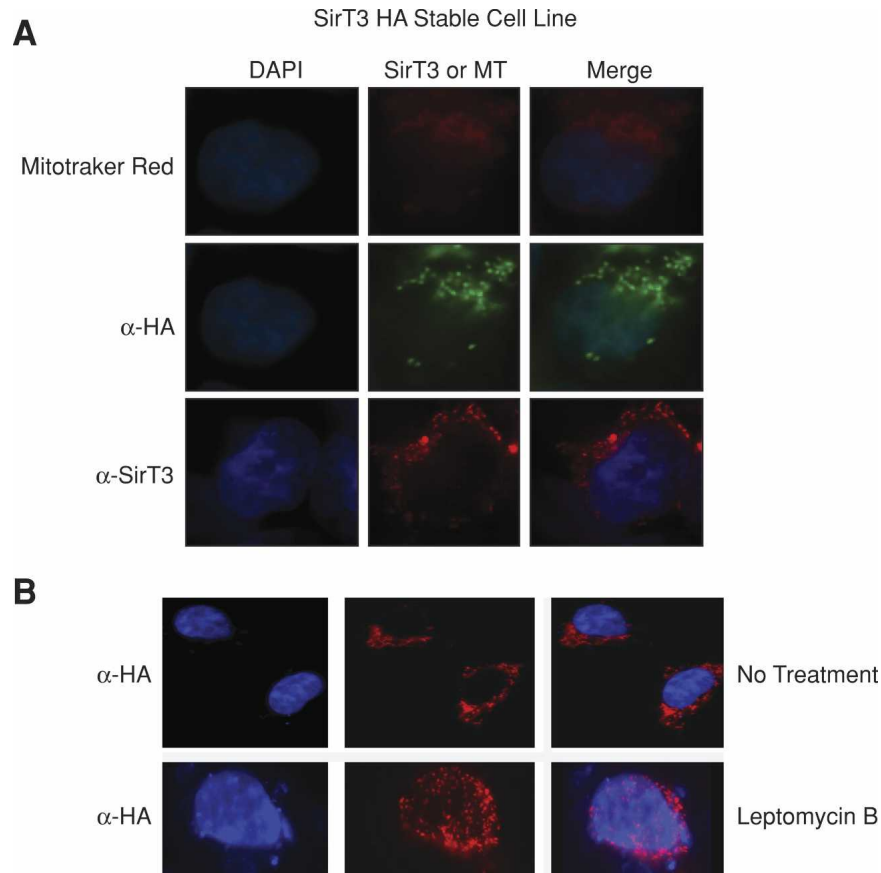 SirT3 HA Stable Cell Line
A
DAPI SirT3 or MT Merge
Mitotraker Red
α-HA
α-SirT3
B
α-HA No Treatment
α-HA Leptomycin B